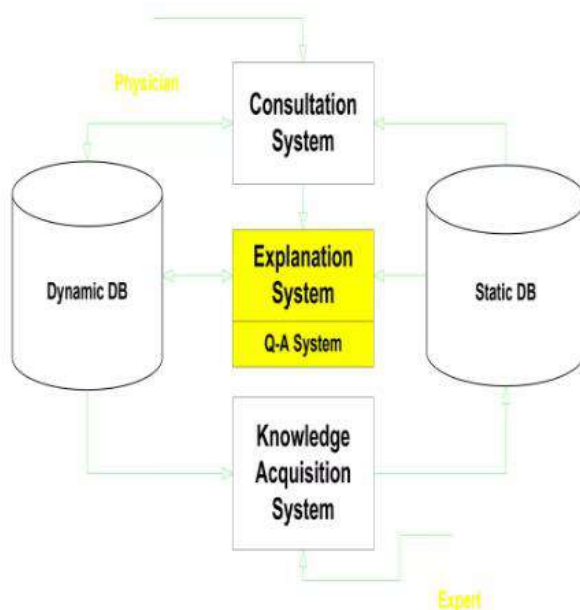 Physician
Consultation
System
Dynamic DB
Explanation
System
Q-A System
Static DB
Knowledge
Acquisition
System
Expert